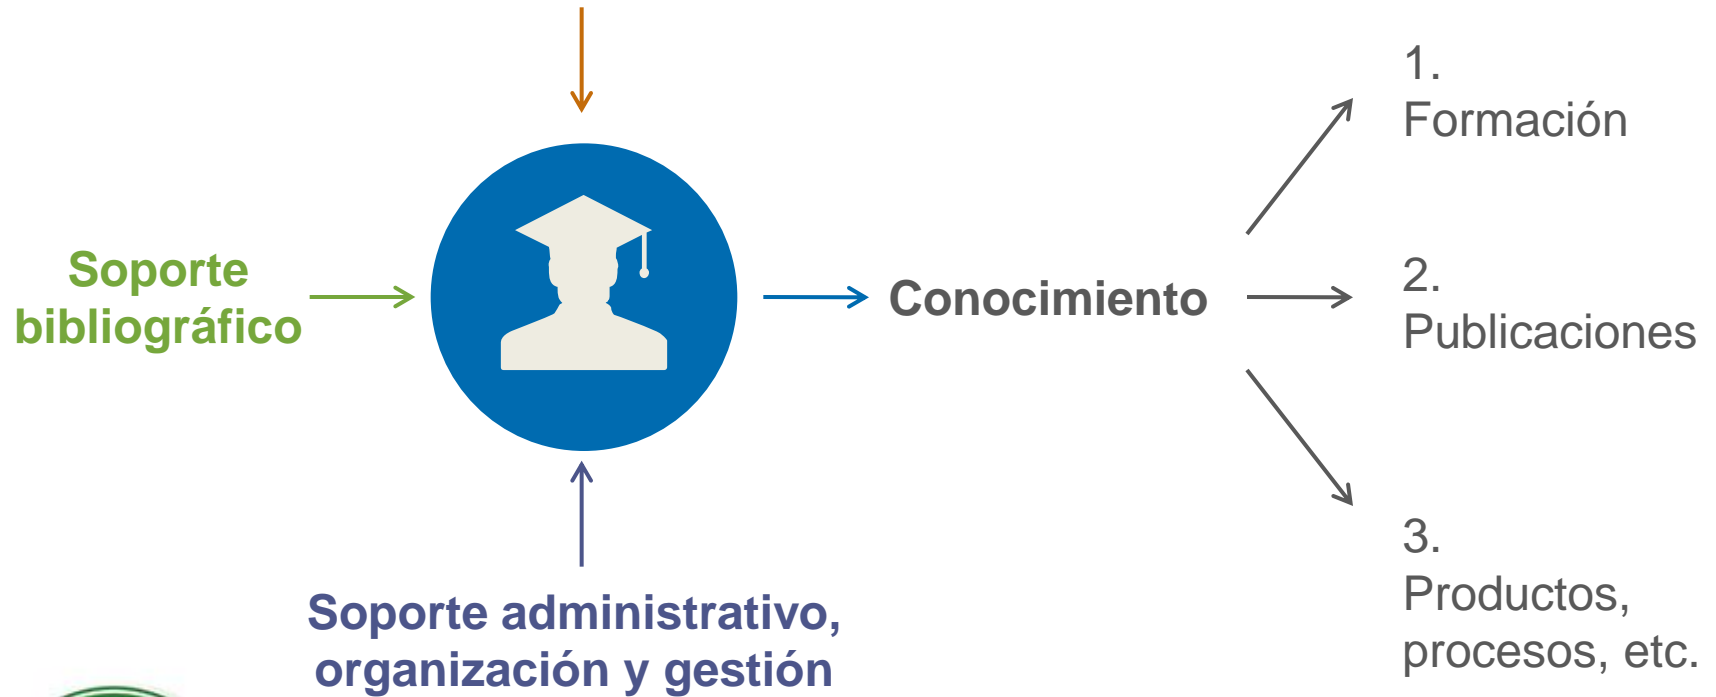 Soporte
bibliográfico
Soporte administrativo,
organización y gestión
Conocimiento
1.
Formación
2.
Publicaciones
3.
Productos,
procesos, etc.